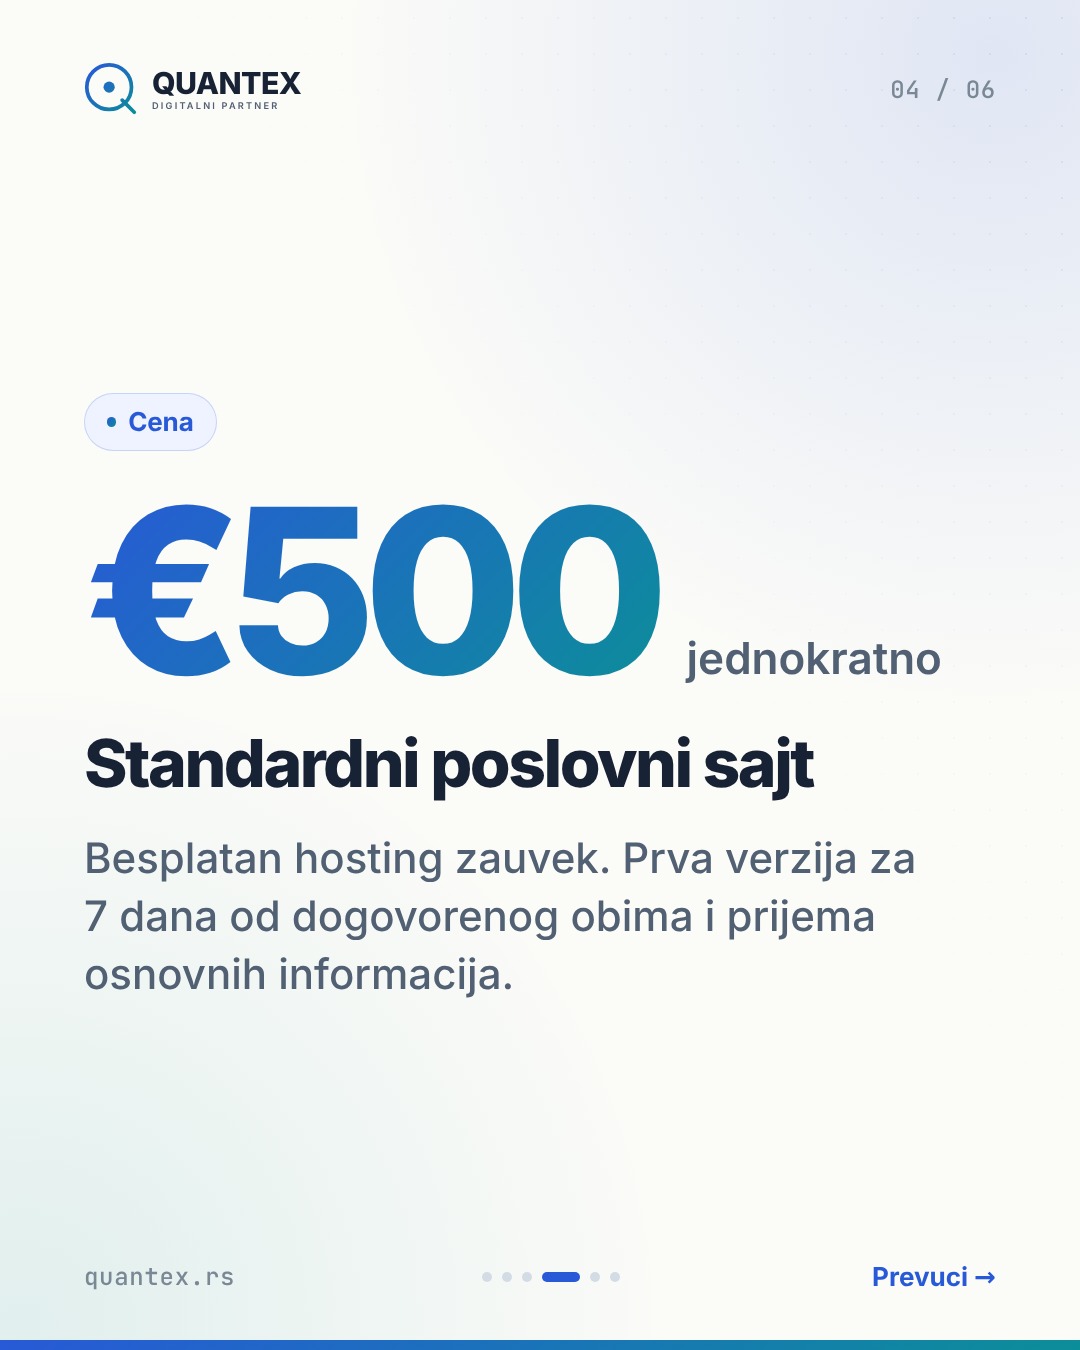 QUANTEX
DIGITALNI PARTNER
04 / 06
Cena
€500 jednokratno
Standardni poslovni sajt
Besplatan hosting zauvek. Prva verzija za
7 dana od dogovorenog obima i prijema
osnovnih informacija.
quantex.rs
Prevuci →